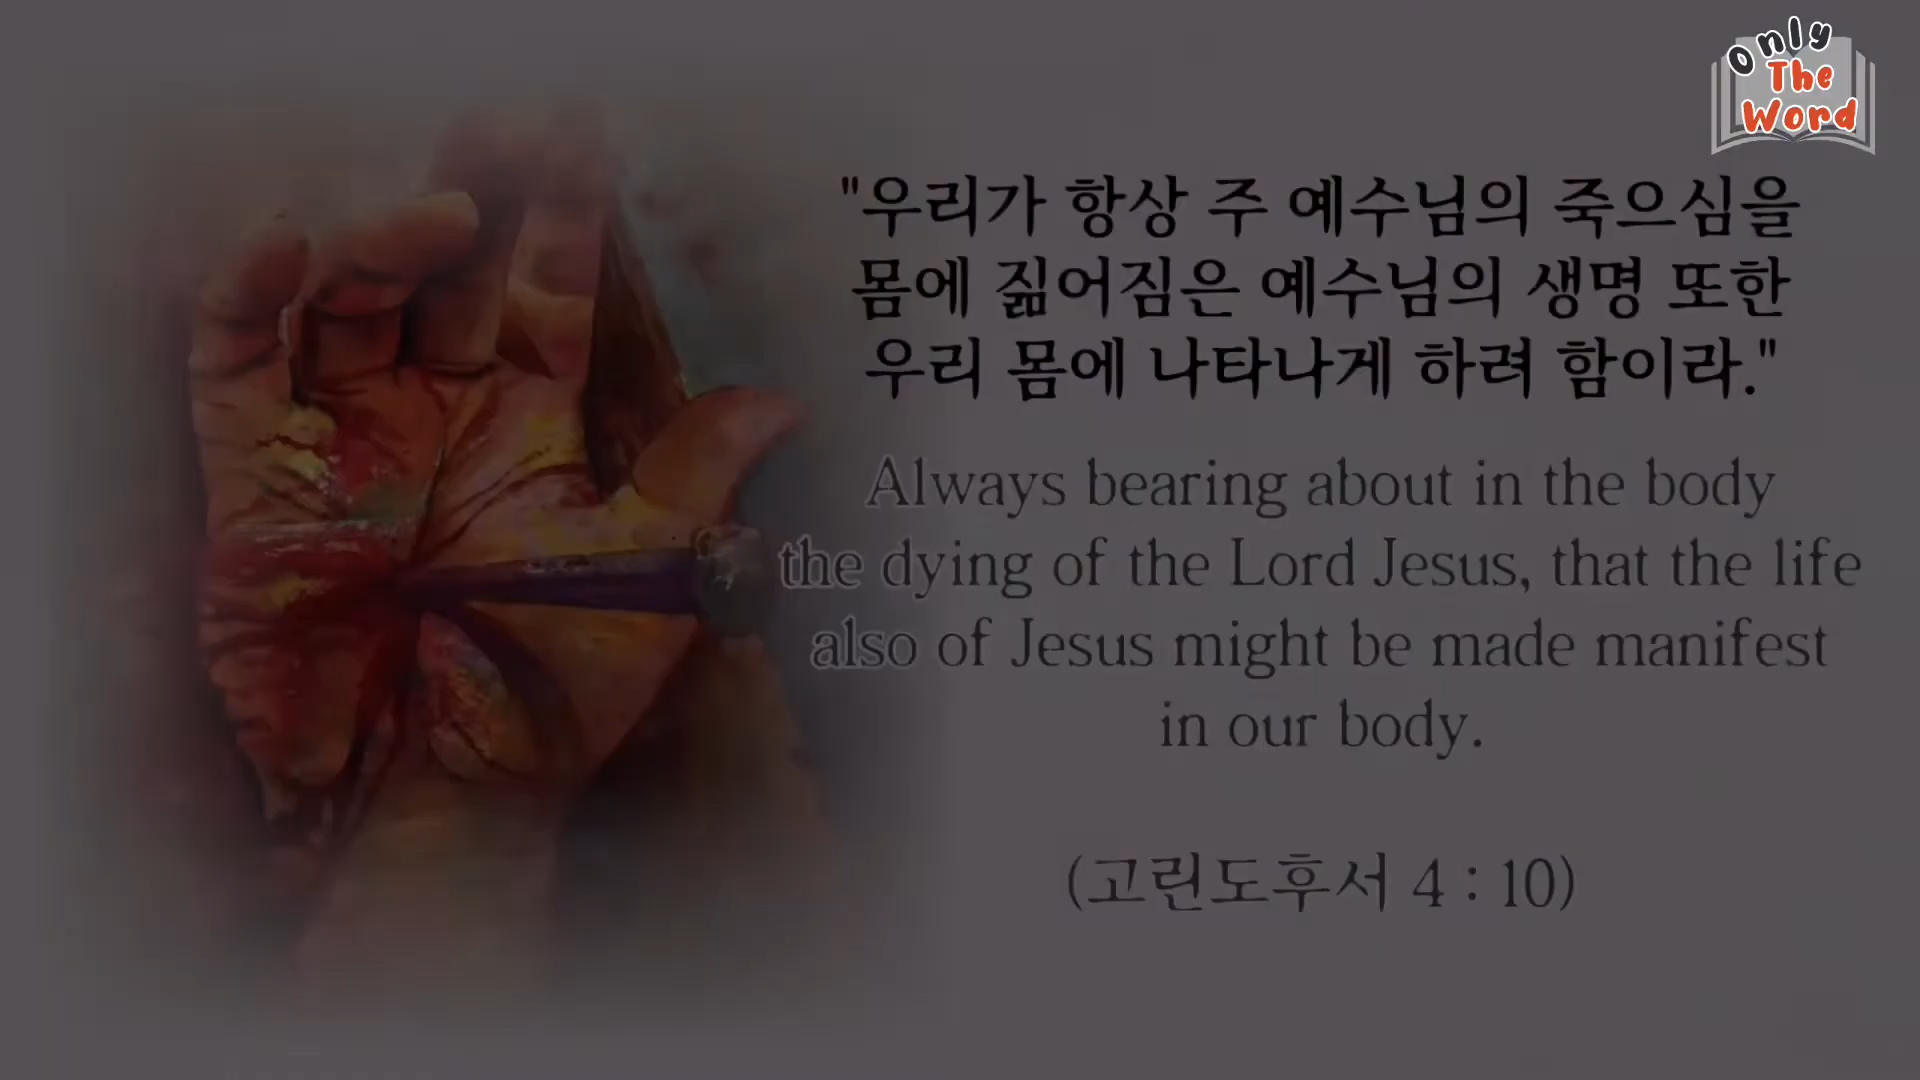 Only
The
Word
"우리가 항상 주 예수님의 죽으심을
몸에 짊어짐은 예수님의 생명 또한
우리 몸에 나타나게 하려 함이라."
Always bearing about in the body
the dying of the Lord Jesus, that the life
also of Jesus might be made manifest
in our body.
(고린도후서 4 : 10)